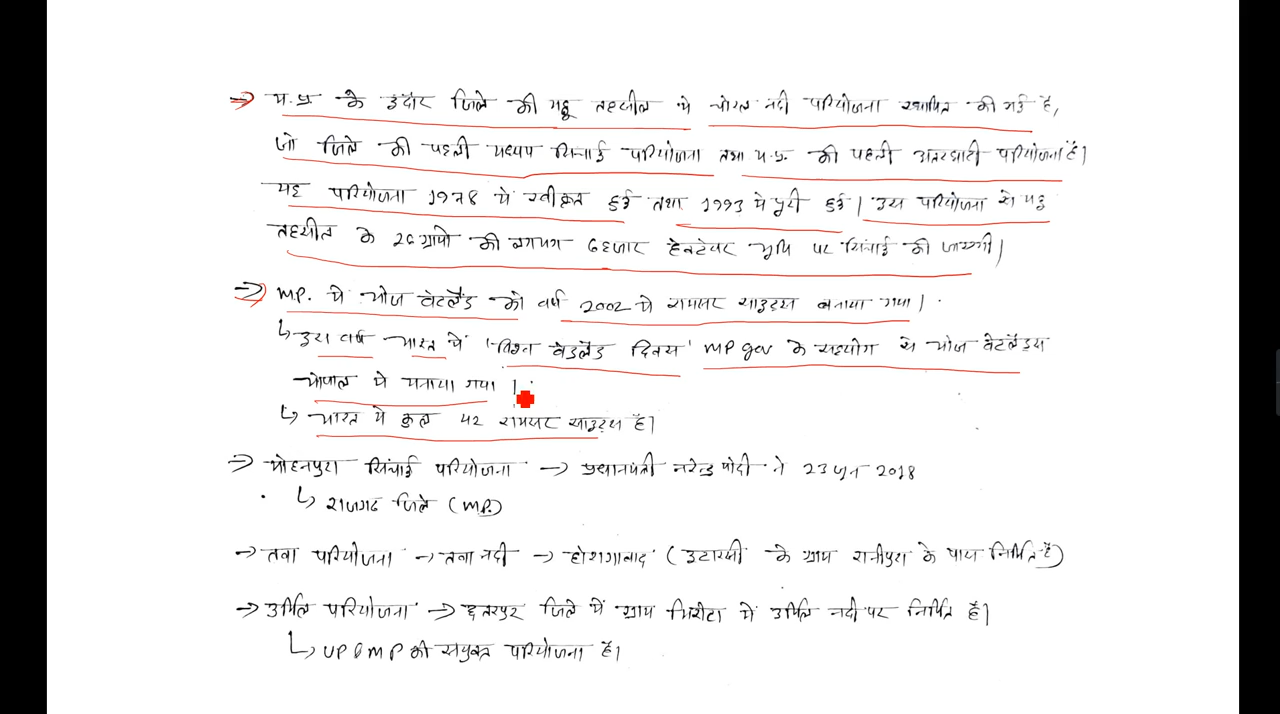 → म.प्र के इंदौर जिले की महू तहसील मे चोरल नदी परियोजना स्थापित की गई है,
जो जिले की पहली मध्यम सिंचाई परियोजना तथा म.प्र. की पहली अंतरघाटी परियोजना है।
यह परियोजना 1978 मे स्वीकृत हुई तथा 1993 मे पूरी हुई। इस परियोजना से महू
तहसील के 26 ग्रामो की लगभग 6 हजार हेक्टेयर भूमि पर सिंचाई की जाएगी।
→ M.P. मे भोज वेटलैंड को वर्ष 2002 मे रामसर साइट्स बनाया गया।
↳ इस वर्ष भारत मे 'विश्व वेटलैंड दिवस' MP gov के सहयोग से भोज वेटलैंड्स
भोपाल मे मनाया गया।
↳ भारत मे कुल 42 रामसर साइट्स है।
→ मोहनपुरा सिंचाई परियोजना → प्रधानमंत्री नरेन्द्र मोदी ने 23 जून 2018
↳ राजगढ जिले (M.P.)
→ तवा परियोजना → तवा नदी → होशंगाबाद (इटारसी के ग्राम रानीपुरा के पास निर्मित है)
→ उर्मिल परियोजना → छतरपुर जिले में ग्राम में उर्मिल नदी पर निर्मित है।
↳ UP & MP की संयुक्त परियोजना है।